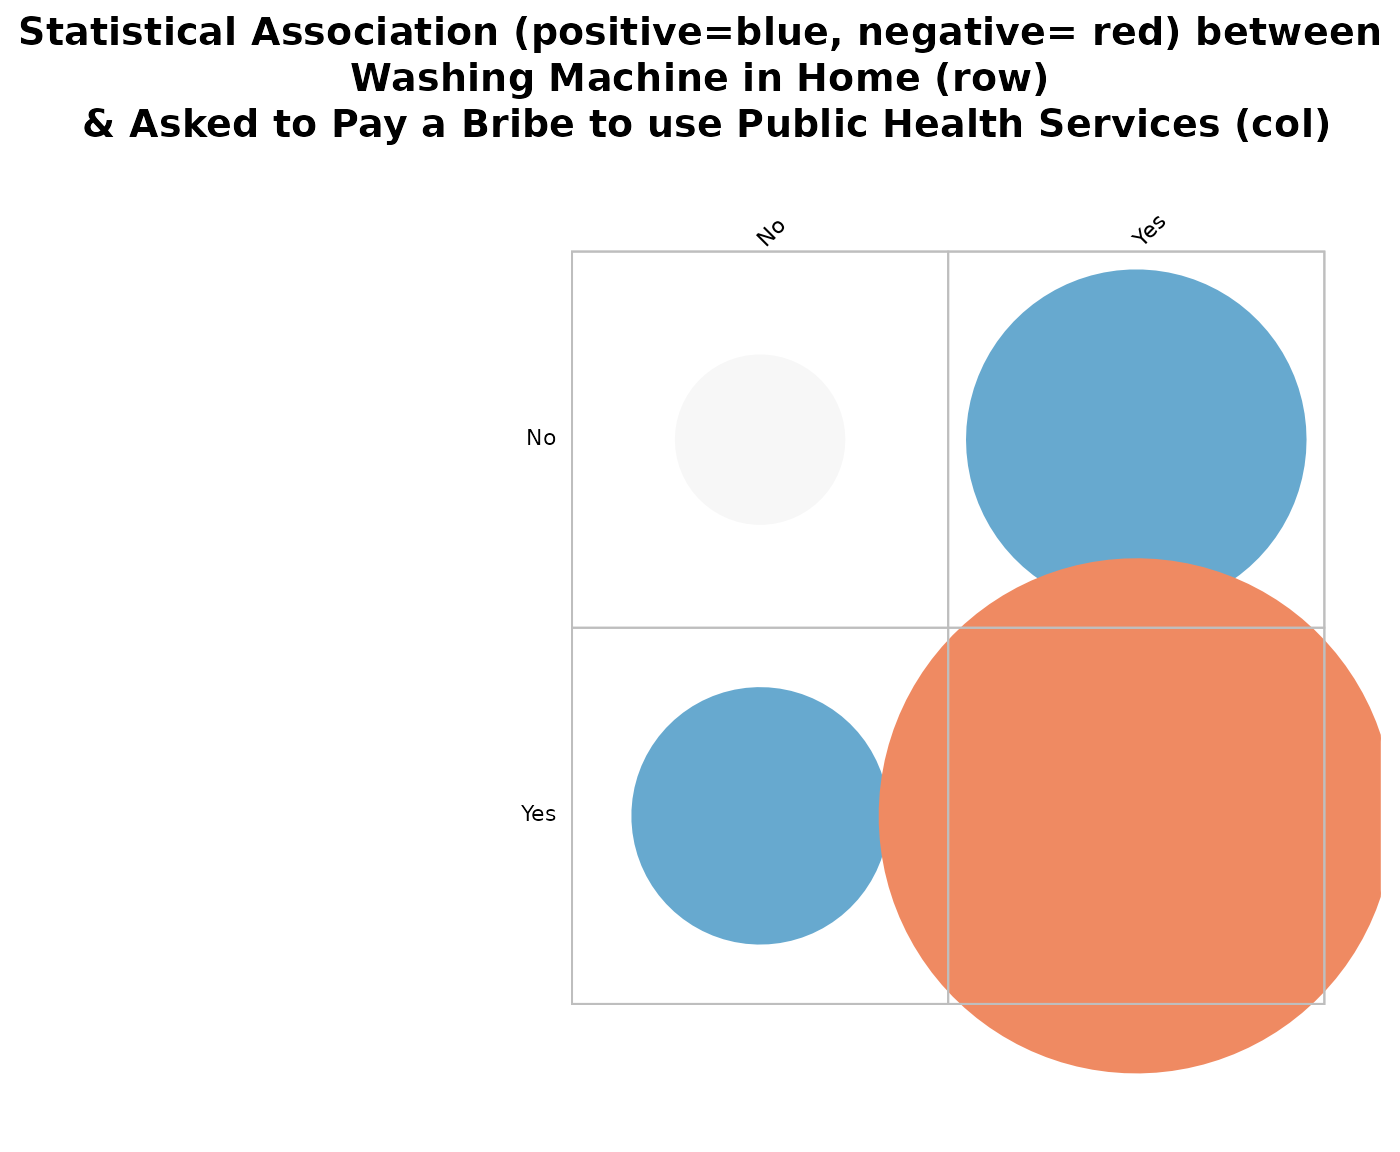 Statistical Association (positive=blue, negative= red) between
Washing Machine in Home (row)
& Asked to Pay a Bribe to use Public Health Services (col)
No
Yes
No
Yes